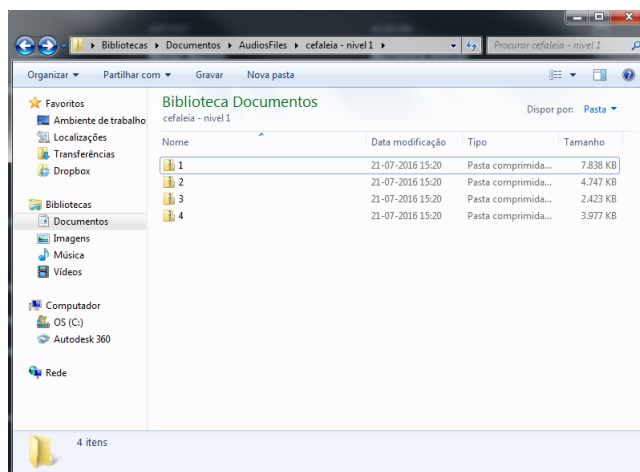 Bibliotecas Documentos AudiosFiles cefaleia - nivel 1
Procurar cefaleia - nivel 1
Organizar Partilhar com Gravar Nova pasta
Favoritos
Ambiente de trabalho
Localizações
Transferências
Dropbox
Bibliotecas
Documentos
Imagens
Música
Vídeos
Computador
OS (C:)
Autodesk 360
Rede
Biblioteca Documentos
cefaleia - nivel 1
Dispor por: Pasta
Nome Data modificação Tipo Tamanho
1 21-07-2016 15:20 Pasta comprimida... 7.838 KB
2 21-07-2016 15:20 Pasta comprimida... 4.747 KB
3 21-07-2016 15:20 Pasta comprimida... 2.423 KB
4 21-07-2016 15:20 Pasta comprimida... 3.977 KB
4 itens